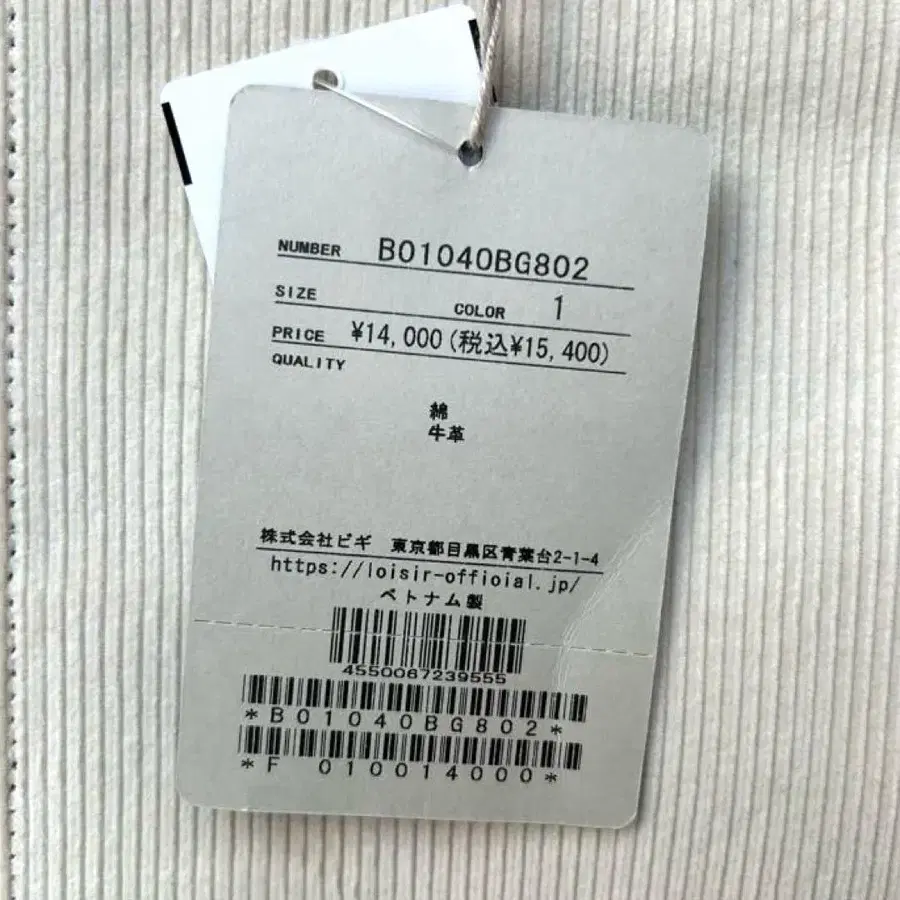 NUMBER B01040BG802
SIZE COLOR 1
PRICE ¥14,000(税込¥15,400)
QUALITY
綿
牛革
株式会社ビギ 東京都目黒区青葉台2-1-4
https://loisir-offioial.jp/
ベトナム製
4550067239555
*B01040BG802*
*F 010014000*